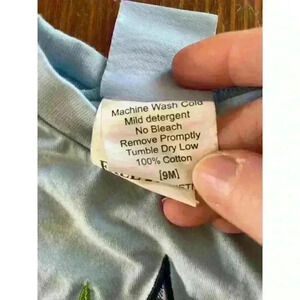 Machine Wash Cold
Mild detergent
No Bleach
Remove Promptly
Tumble Dry Low
100% Cotton
[9M]